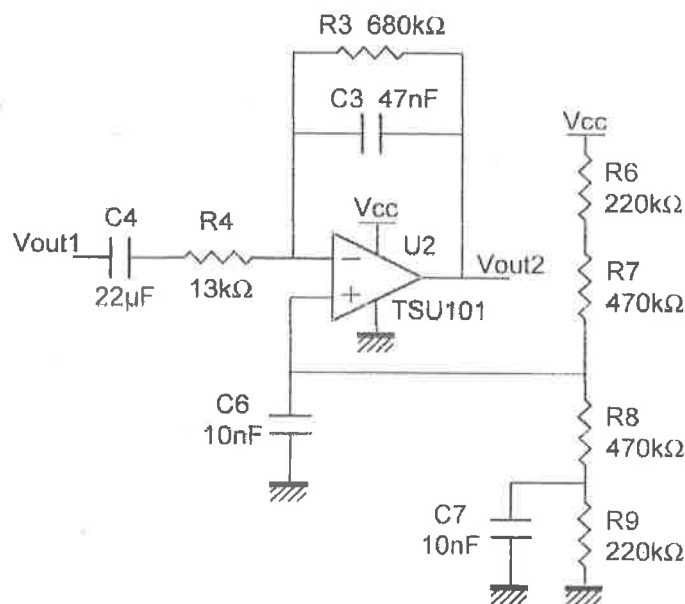 R3 680kΩ
C3 47nF
Vcc
R6
220kΩ
C4
R4
Vcc
U2
Vout1
Vout2
R7
470kΩ
22µF
13kΩ
TSU101
C6
10nF
R8
470kΩ
C7
10nF
R9
220kΩ